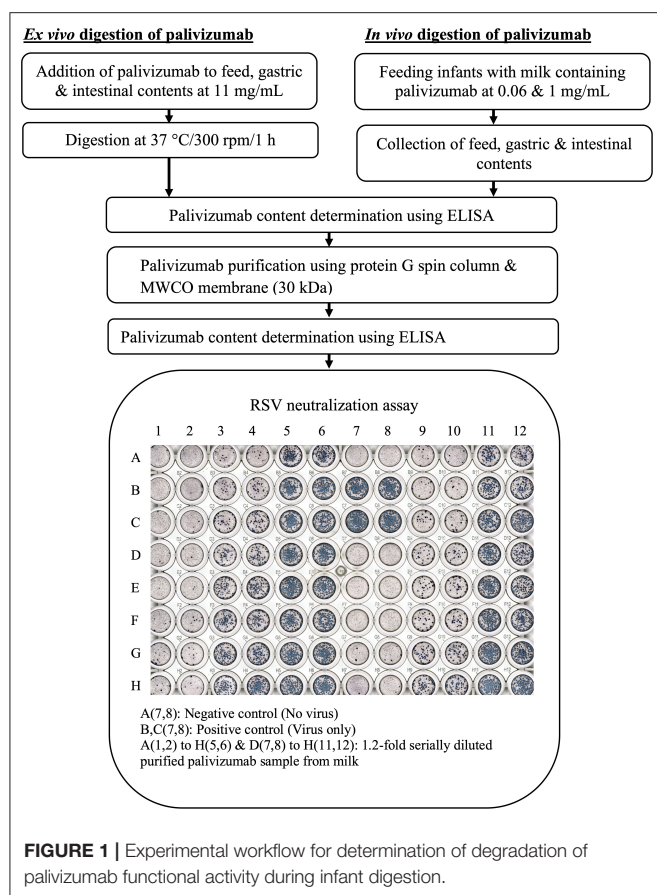 Ex vivo digestion of palivizumab
Addition of palivizumab to feed, gastric
& intestinal contents at 11 mg/mL
Digestion at 37 °C/300 rpm/1 h
In vivo digestion of palivizumab
Feeding infants with milk containing
palivizumab at 0.06 & 1 mg/mL
Collection of feed, gastric & intestinal
contents
Palivizumab content determination using ELISA
Palivizumab purification using protein G spin column &
MWCO membrane (30 kDa)
Palivizumab content determination using ELISA
RSV neutralization assay
1 2 3 4 5 6 7 8 9 10 11 12
A
B
C
D
E
F
G
H
A(7,8): Negative control (No virus)
B,C(7,8): Positive control (Virus only)
A(1,2) to H(5,6) & D(7,8) to H(11,12): 1.2-fold serially diluted
purified palivizumab sample from milk
FIGURE 1 | Experimental workflow for determination of degradation of
palivizumab functional activity during infant digestion.